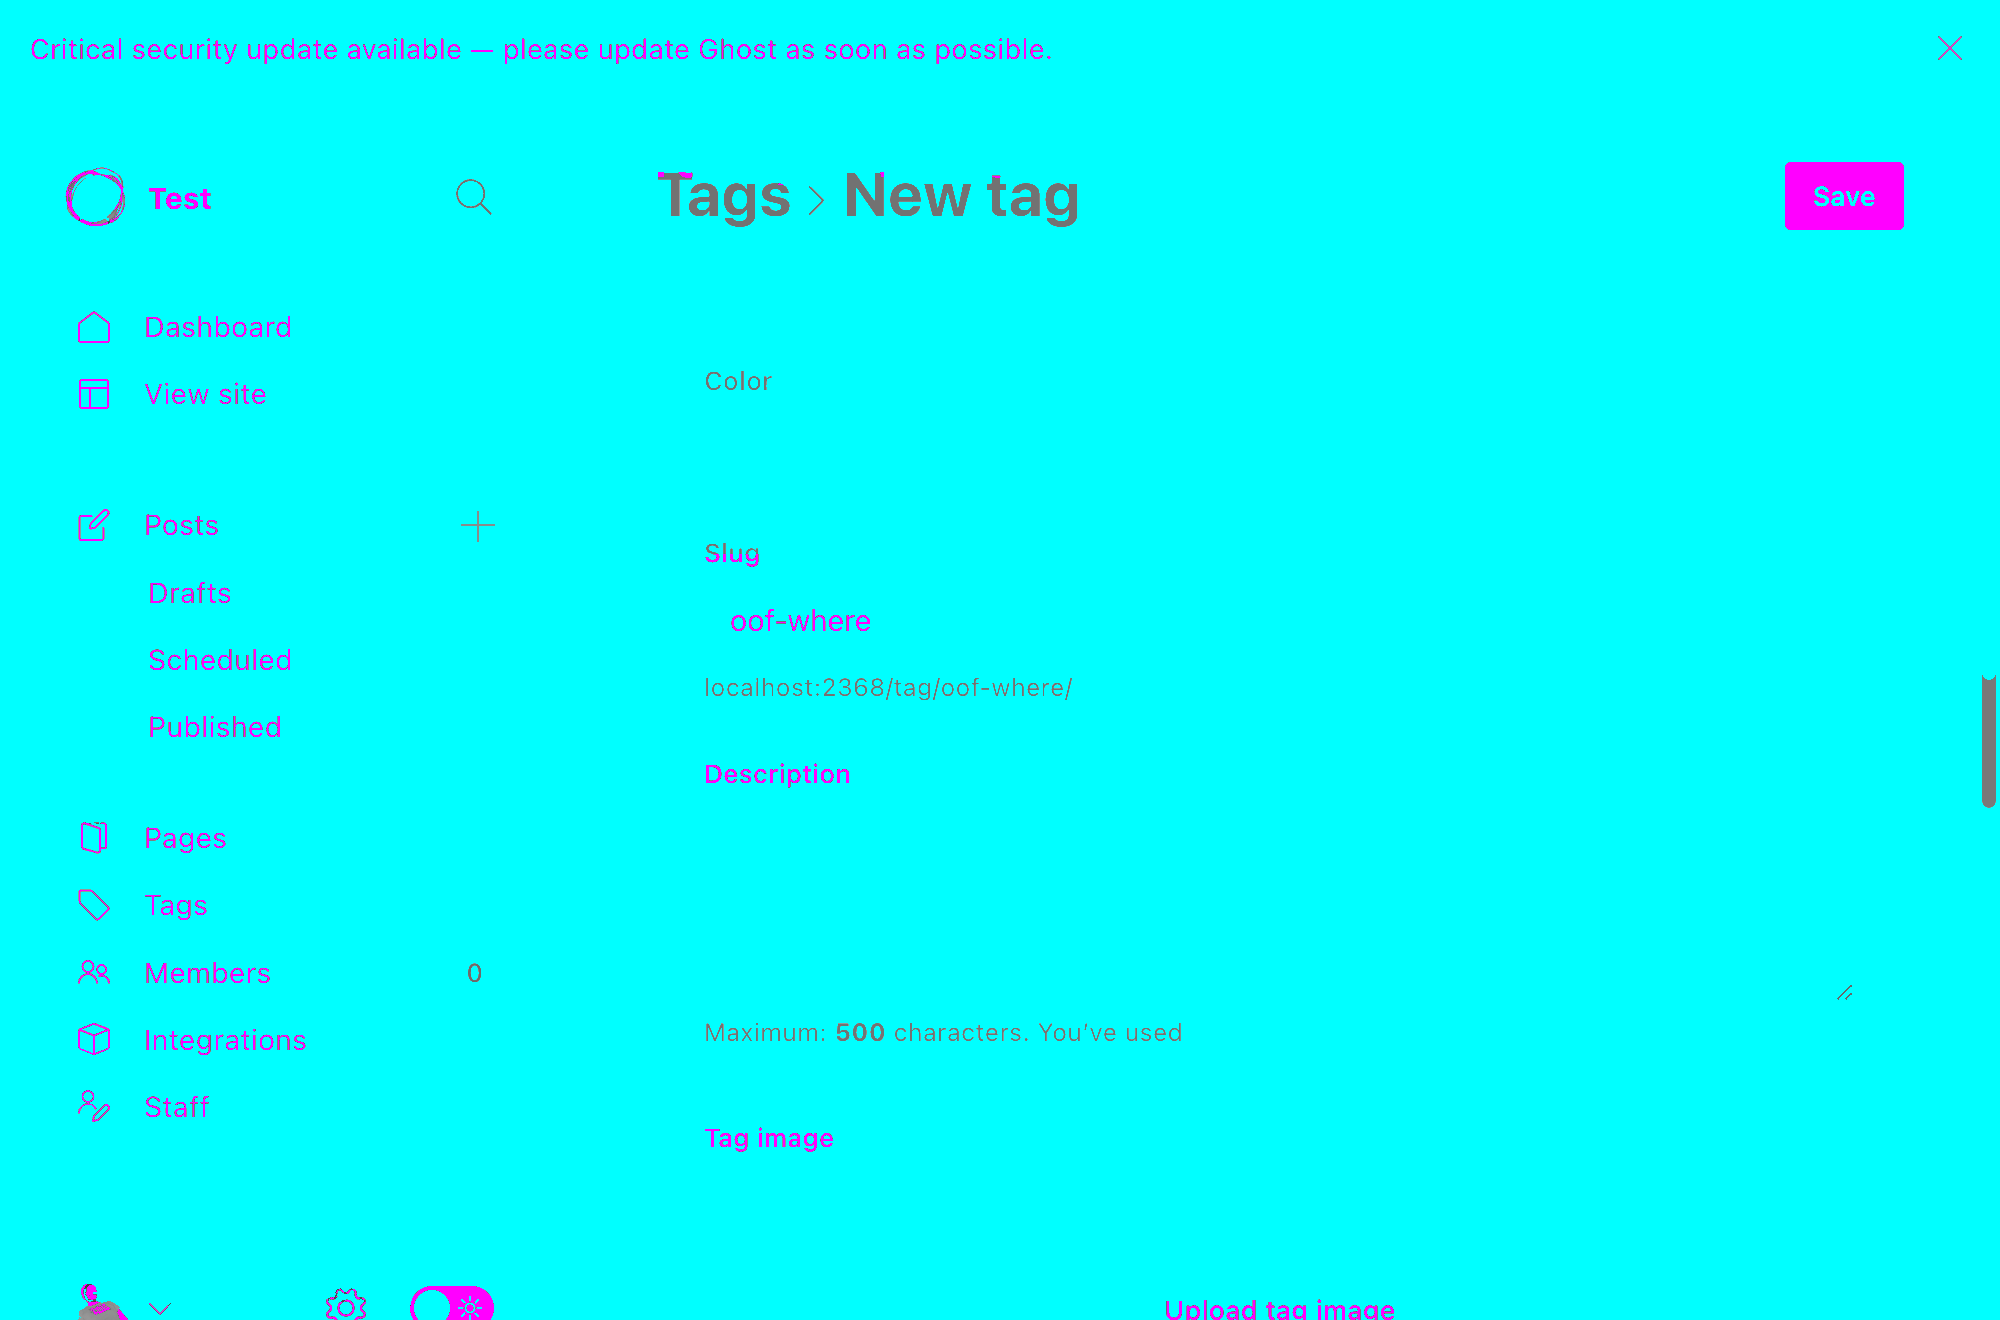 Critical security update available — please update Ghost as soon as possible.
Test
Tags > New tag
Save
Dashboard
View site
Color
Posts
Slug
Drafts
oof-where
Scheduled
localhost:2368/tag/oof-where/
Published
Description
Pages
Tags
Members 0
Maximum: 500 characters. You've used
Integrations
Staff
Tag image
Upload tag image